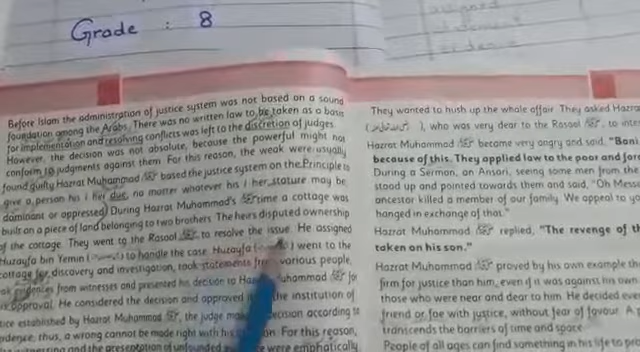 Grade : 8
Before Islam the administration of justice system was not based on a sound
foundation among the Arabs. There was no written law to be taken as a base
for implementation and resolving conflicts was left to the discretion of judges.
However, the decision was not absolute, because the powerful might not
conform to judgments against them. For this reason, the weak were usually
found guilty Hazrat Muhammad based the justice system on the Principle to
give a person his / her due, no matter whatever his / her stature may be
dominant or oppressed. During Hazrat Muhammad's time a cottage was
built on a piece of land belonging to two brothers. The heirs disputed ownership
of the cottage. They went to the Rasool to resolve the issue. He assigned
Huzayfa bin Yemin to handle the case. Huzayfa went to the
cottage for discovery and investigation, took statements from various people,
evidences from witnesses and presented his decision to Hazrat Muhammad for
approval. He considered the decision and approved it. the institution of
justice established by Hazrat Muhammad , the judge decision according to
thus, a wrong cannot be made right with his For this reason,
and the presentation of unfounded were emphatically
They wanted to hush up the whole affair. They asked Hazrat
), who was very dear to the Rasool , to
Hazrat Muhammad became very angry and said, "Bani
because of this. They applied law to the poor and
During a Sermon, an Ansari, seeing some men from the
stood up and pointed towards them and said, "Oh
ancestor killed a member of our family. We appeal to
hanged in exchange of that."
Hazrat Muhammad replied, "The revenge of
taken on his son."
Hazrat Muhammad proved by his own example
firm for justice than him, even if it was against his own
those who were near and dear to him. He decided
friend or foe with justice, without fear of favour. A
transcends the barriers of time and space.
People of all ages can find something in his life to